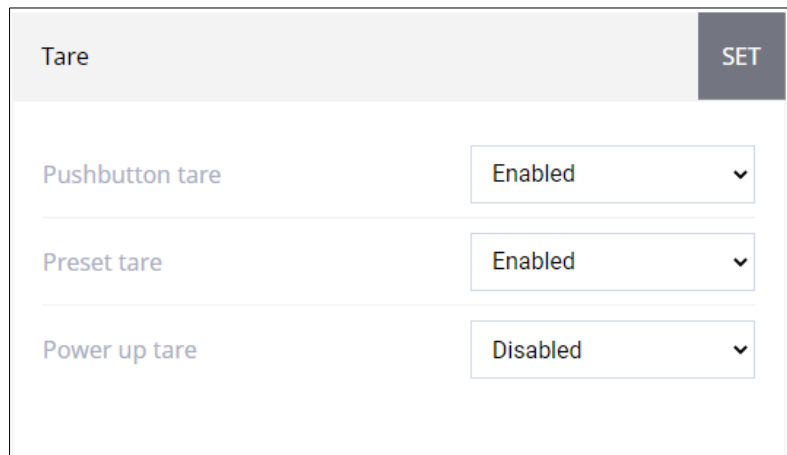 Tare SET
Pushbutton tare Enabled
Preset tare Enabled
Power up tare Disabled